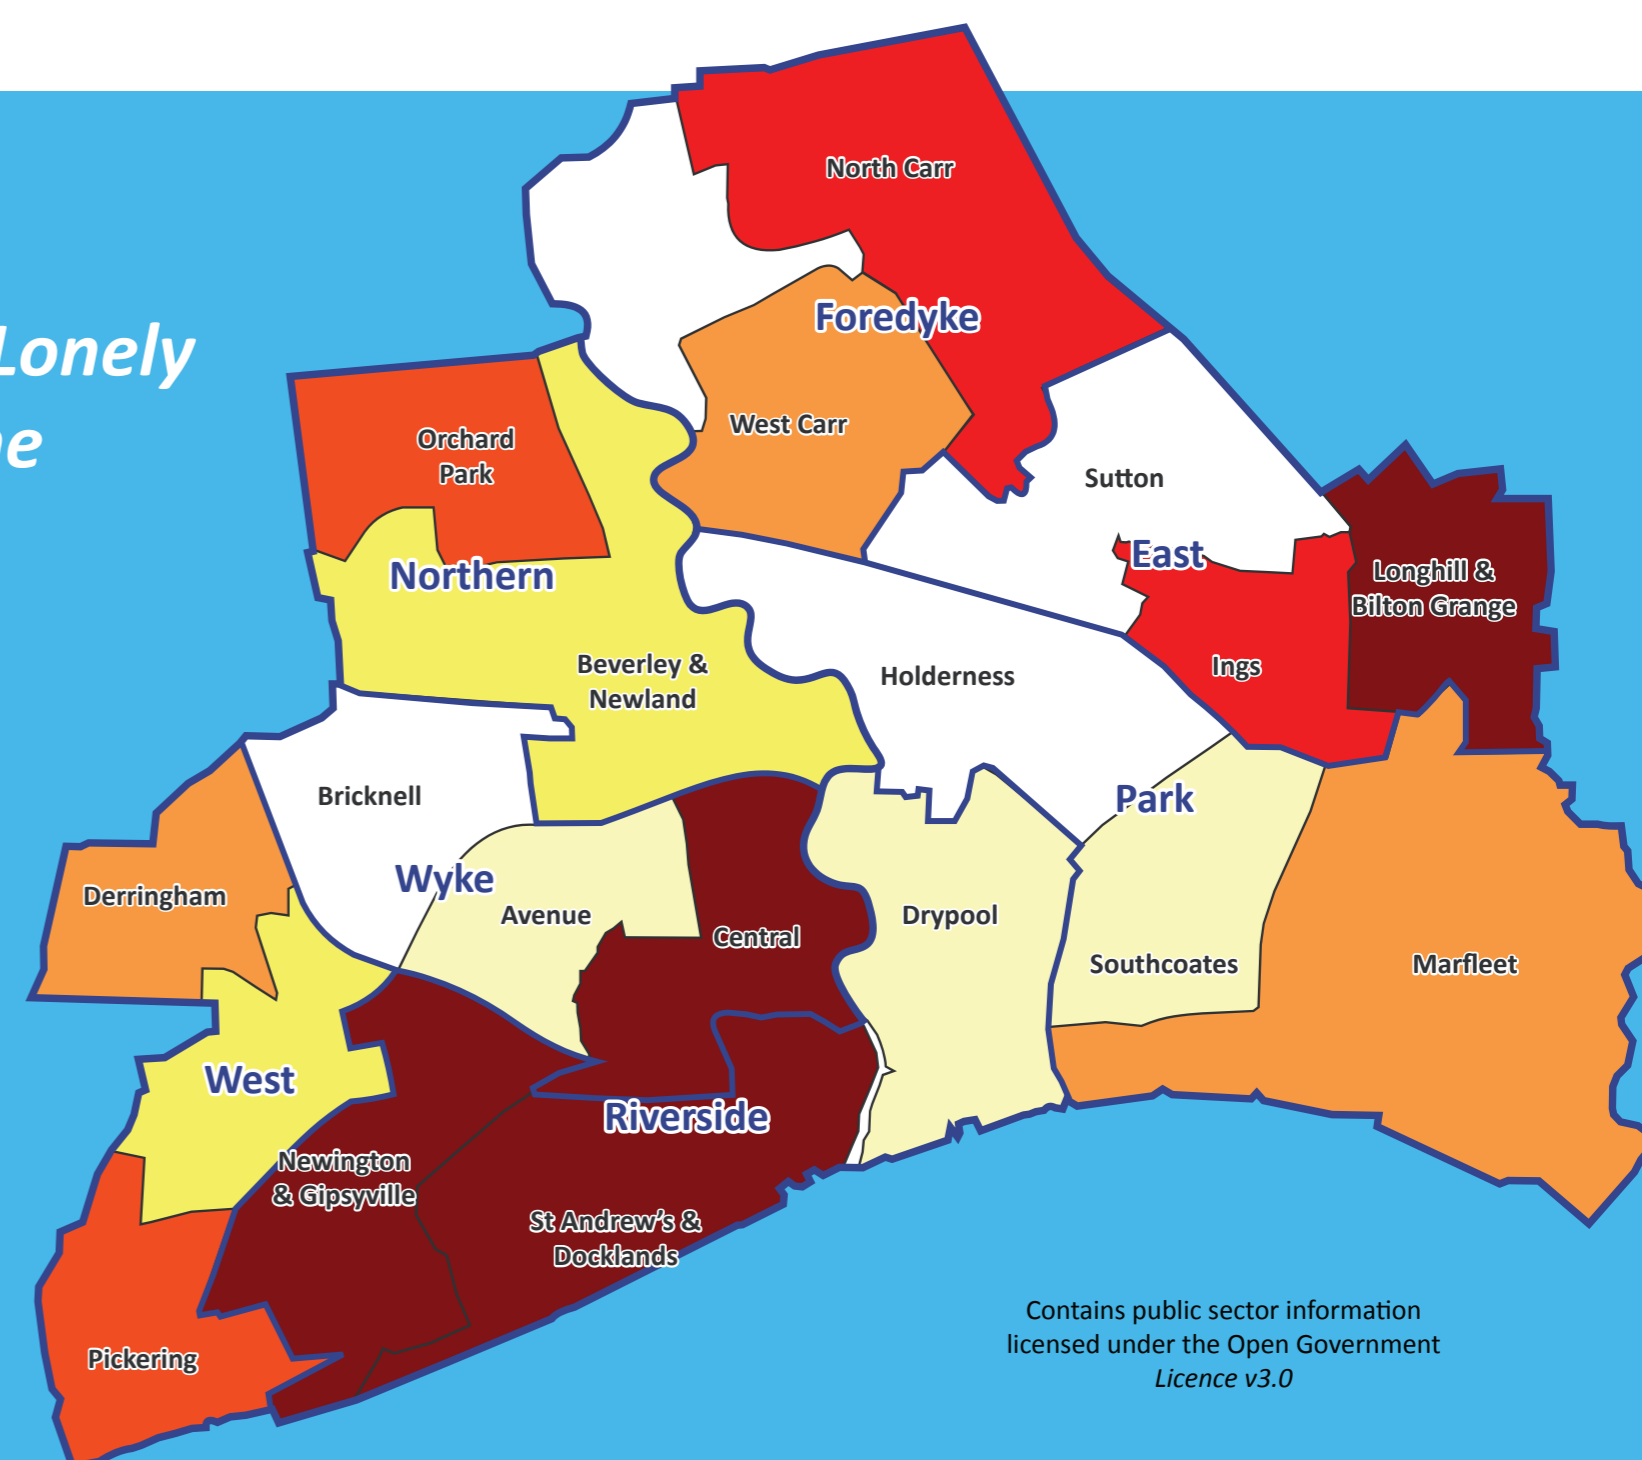 North Carr
Foredyke
Lonely
West Carr
Orchard
Park
Sutton
East
Longhill &
Bilton Grange
Northern
Beverley &
Newland
Holderness
Ings
Bricknell
Park
Wyke
Derringham
Avenue
Central
Drypool
Southcoates
Marfleet
West
Riverside
Newington
& Gipsyville
St Andrew's &
Docklands
Pickering
Contains public sector information
licensed under the Open Government
Licence v3.0